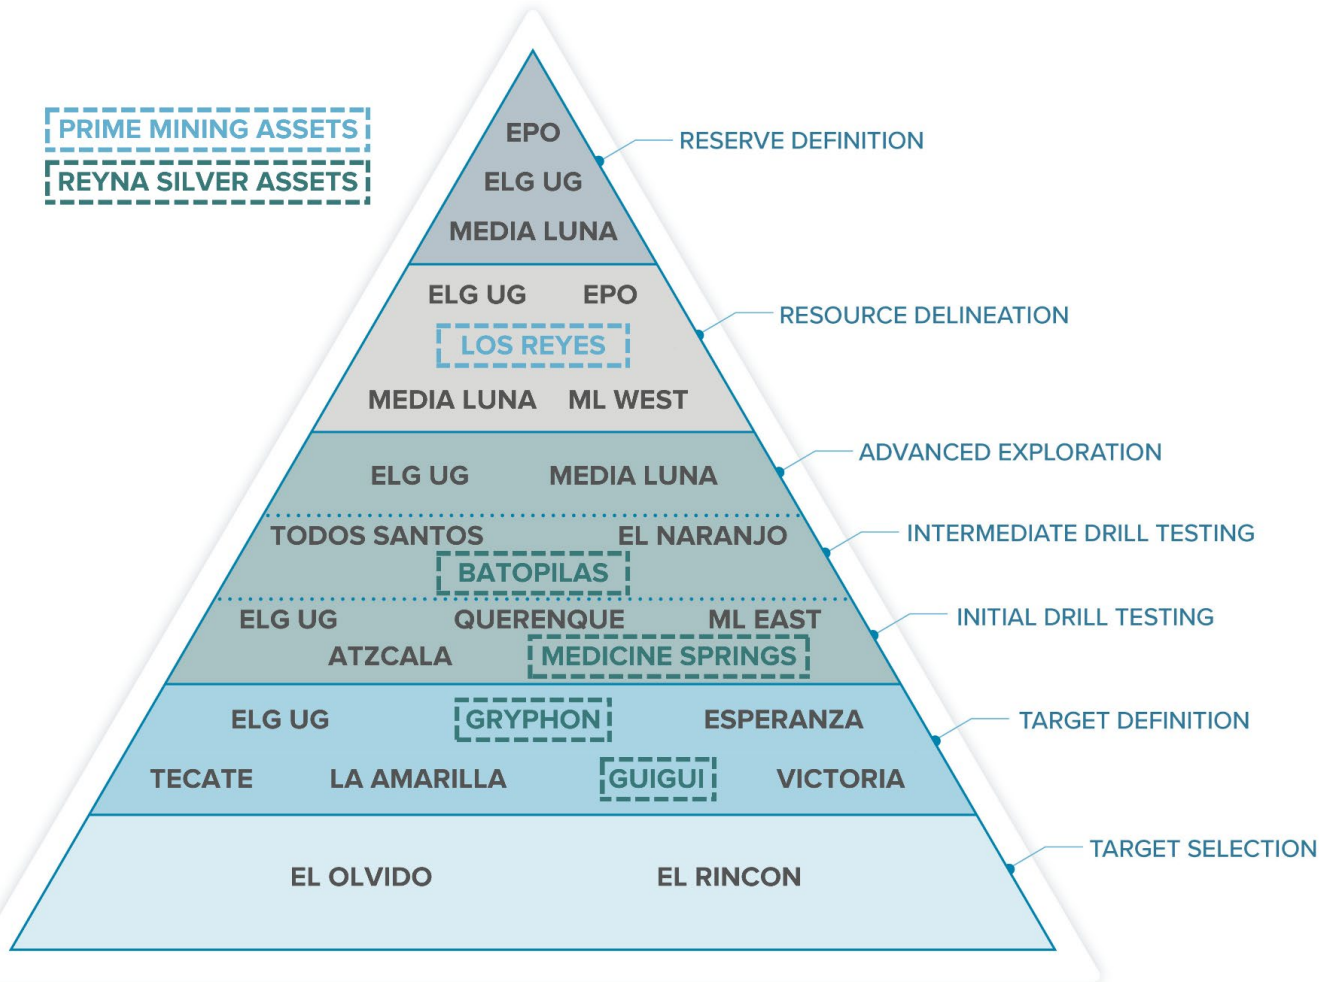 PRIME MINING ASSETS
REYNA SILVER ASSETS
EPO
RESERVE DEFINITION
ELG UG
MEDIA LUNA
ELG UG EPO
RESOURCE DELINEATION
LOS REYES
MEDIA LUNA ML WEST
ADVANCED EXPLORATION
ELG UG MEDIA LUNA
TODOS SANTOS EL NARANJO
INTERMEDIATE DRILL TESTING
BATOPILAS
ELG UG QUERENQUE ML EAST
INITIAL DRILL TESTING
ATZCALA MEDICINE SPRINGS
ELG UG GRYPHON ESPERANZA
TARGET DEFINITION
TECATE LA AMARILLA GUIGUI VICTORIA
TARGET SELECTION
EL OLVIDO EL RINCON